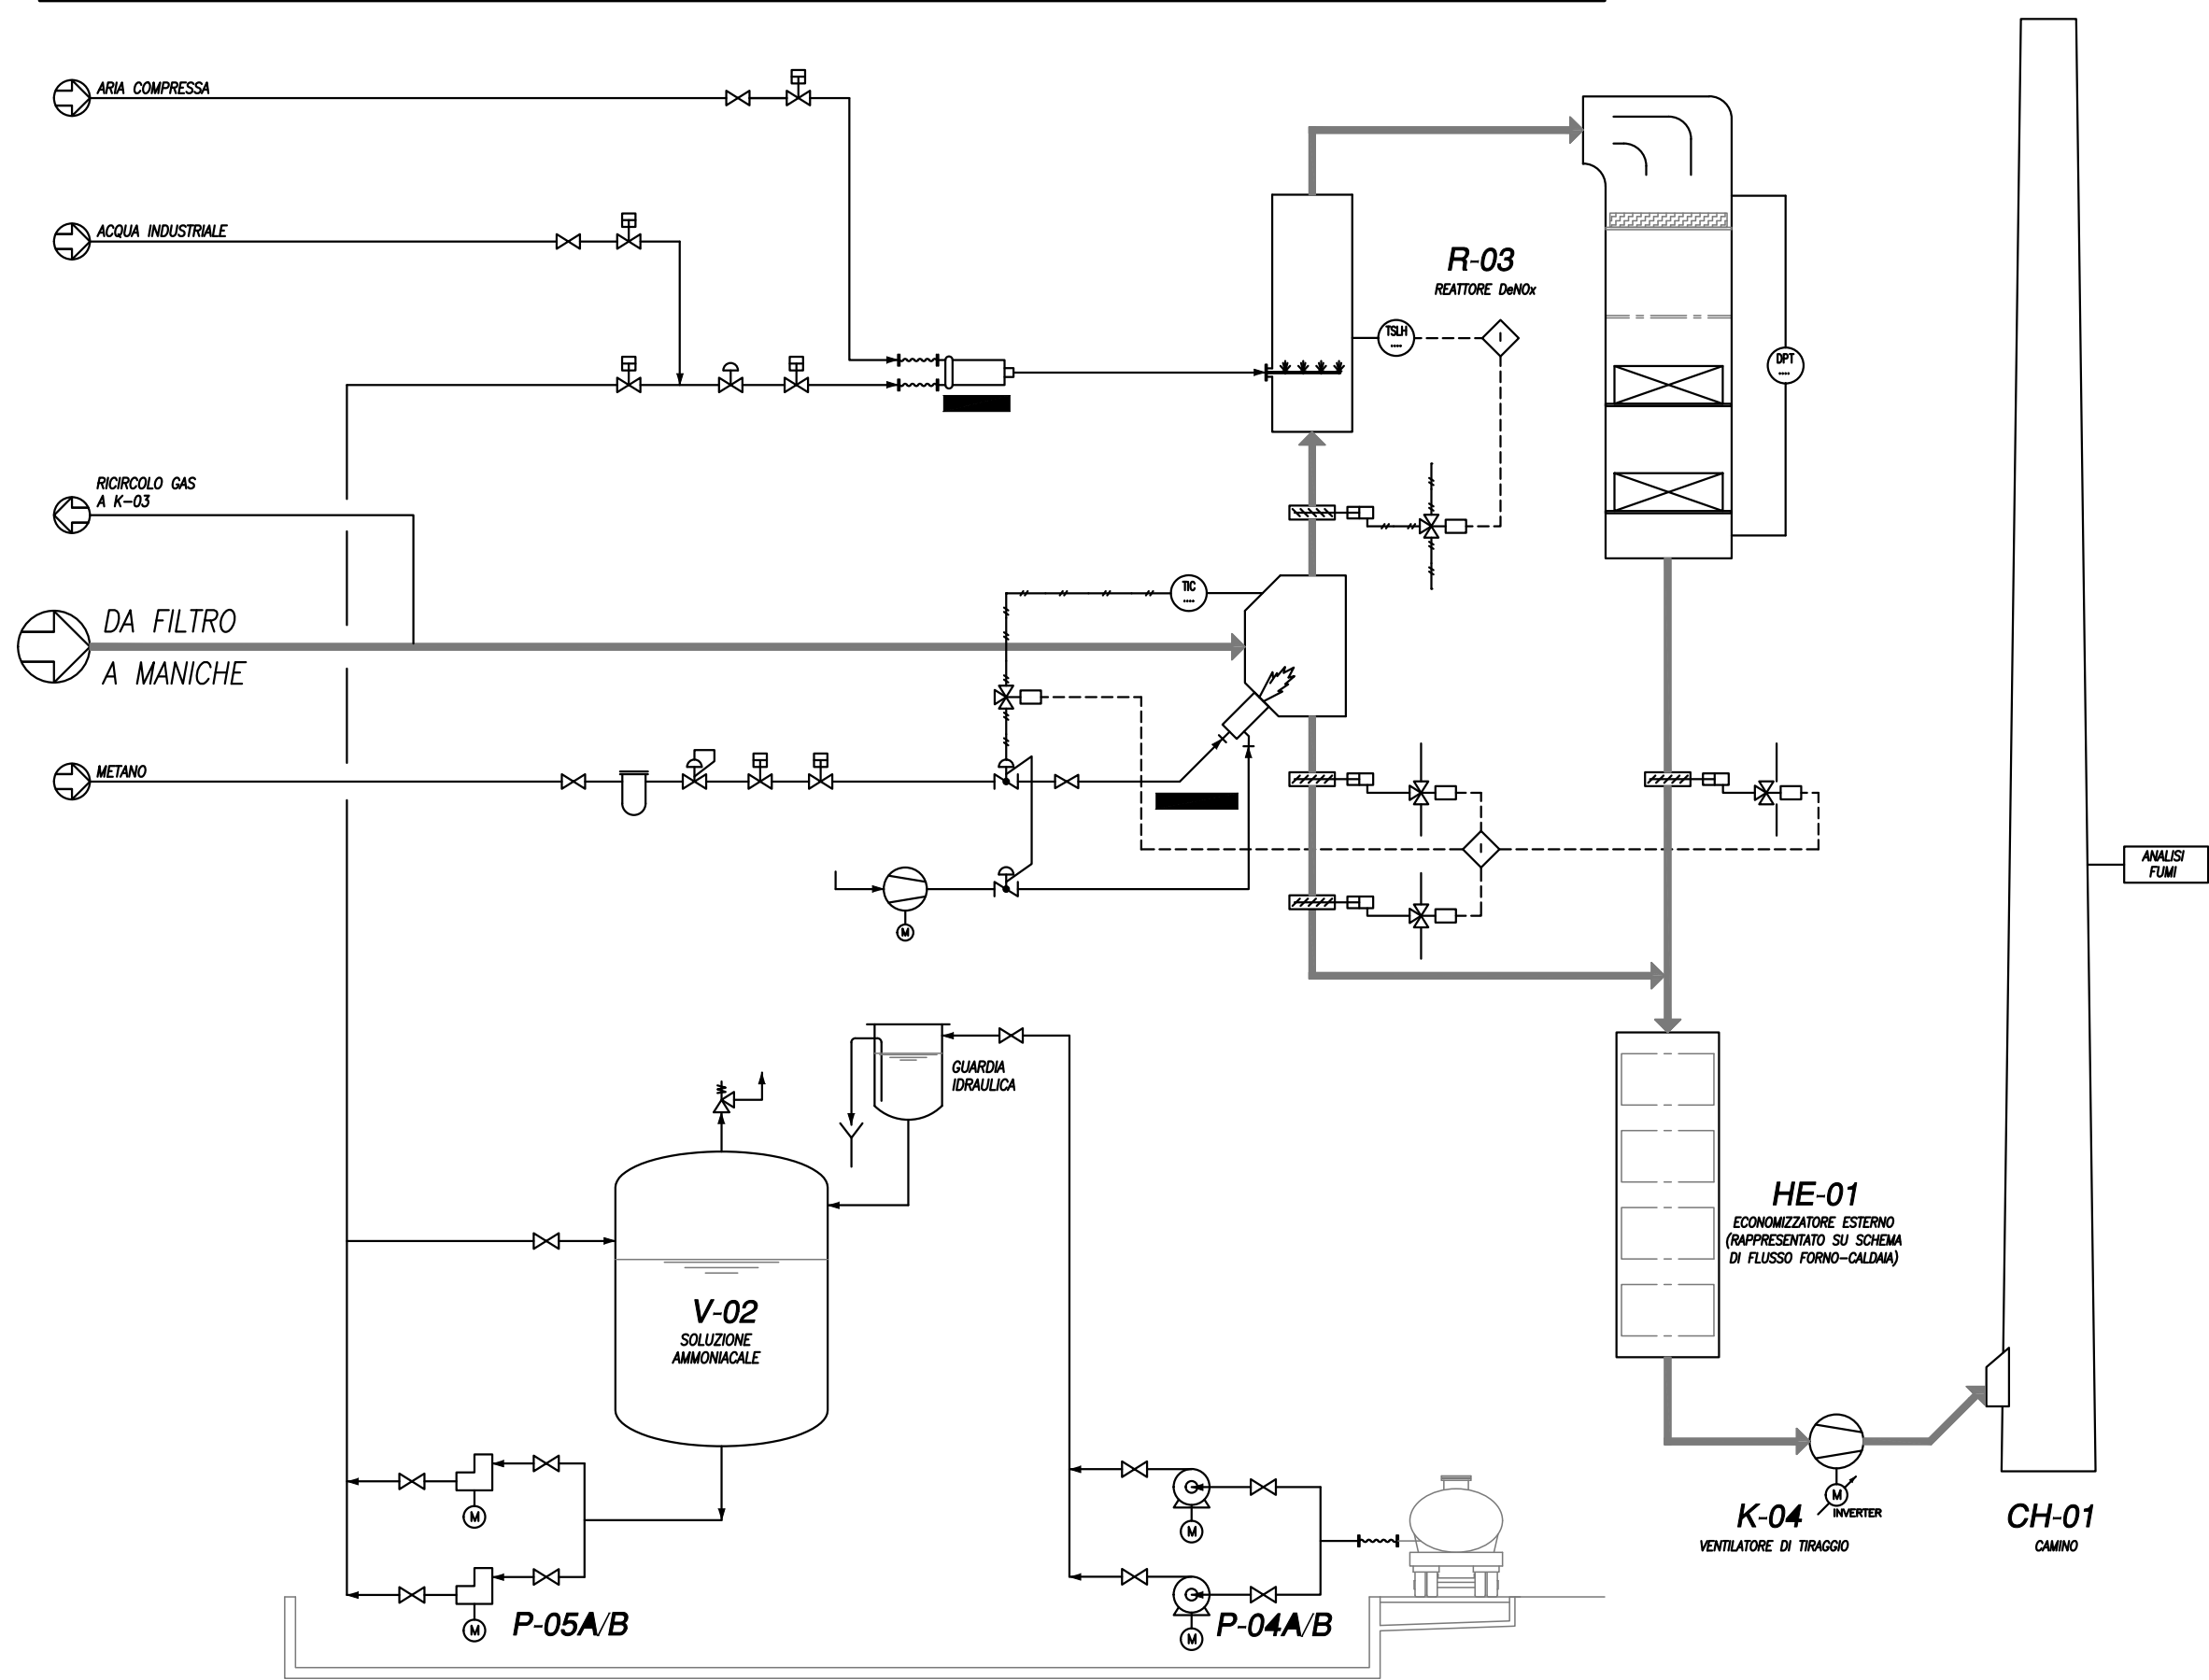 ARIA COMPRESSA
ACQUA INDUSTRIALE
R-03
REATTORE DeNOx
TSLH
....
DPT
....
RICIRCOLO GAS
A K-03
TIC
....
DA FILTRO
A MANICHE
METANO
M
ANALISI
FUMI
GUARDIA
IDRAULICA
HE-01
ECONOMIZZATORE ESTERNO
(RAPPRESENTATO SU SCHEMA
DI FLUSSO FORNO-CALDAIA)
V-02
SOLUZIONE
AMMONIACALE
M
M
M
INVERTER
K-04
VENTILATORE DI TIRAGGIO
CH-01
CAMINO
P-05A/B
M
P-04A/B
M